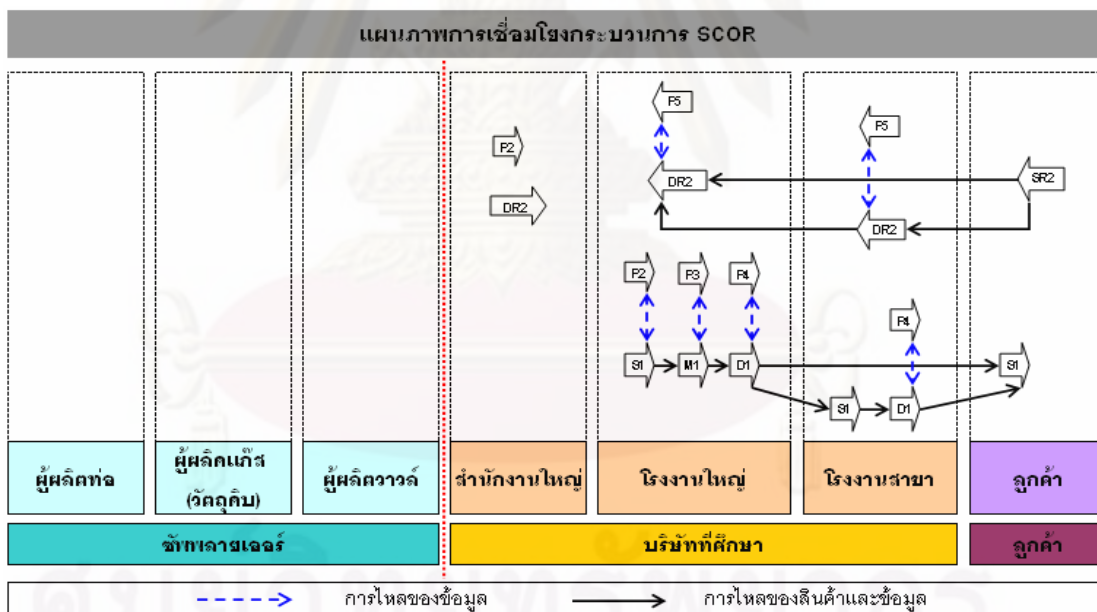 แผนภาพการเชื่อมโยงกระบวนการ SCOR
P5
P5
P2
DR2
SR2
DR2
DR2
P2 P3 P4
P4
S1 M1 D1 S1
S1 D1
ผู้ผลิตท่อ
ผู้ผลิตแก๊ส
(วัตถุดิบ)
ผู้ผลิตวาวล์
สำนักงานใหญ่
โรงงานใหญ่
โรงงานสาขา
ลูกค้า
ซัพพลายเออร์
บริษัทที่ศึกษา
ลูกค้า
การไหลของข้อมูล
การไหลของสินค้าและข้อมูล